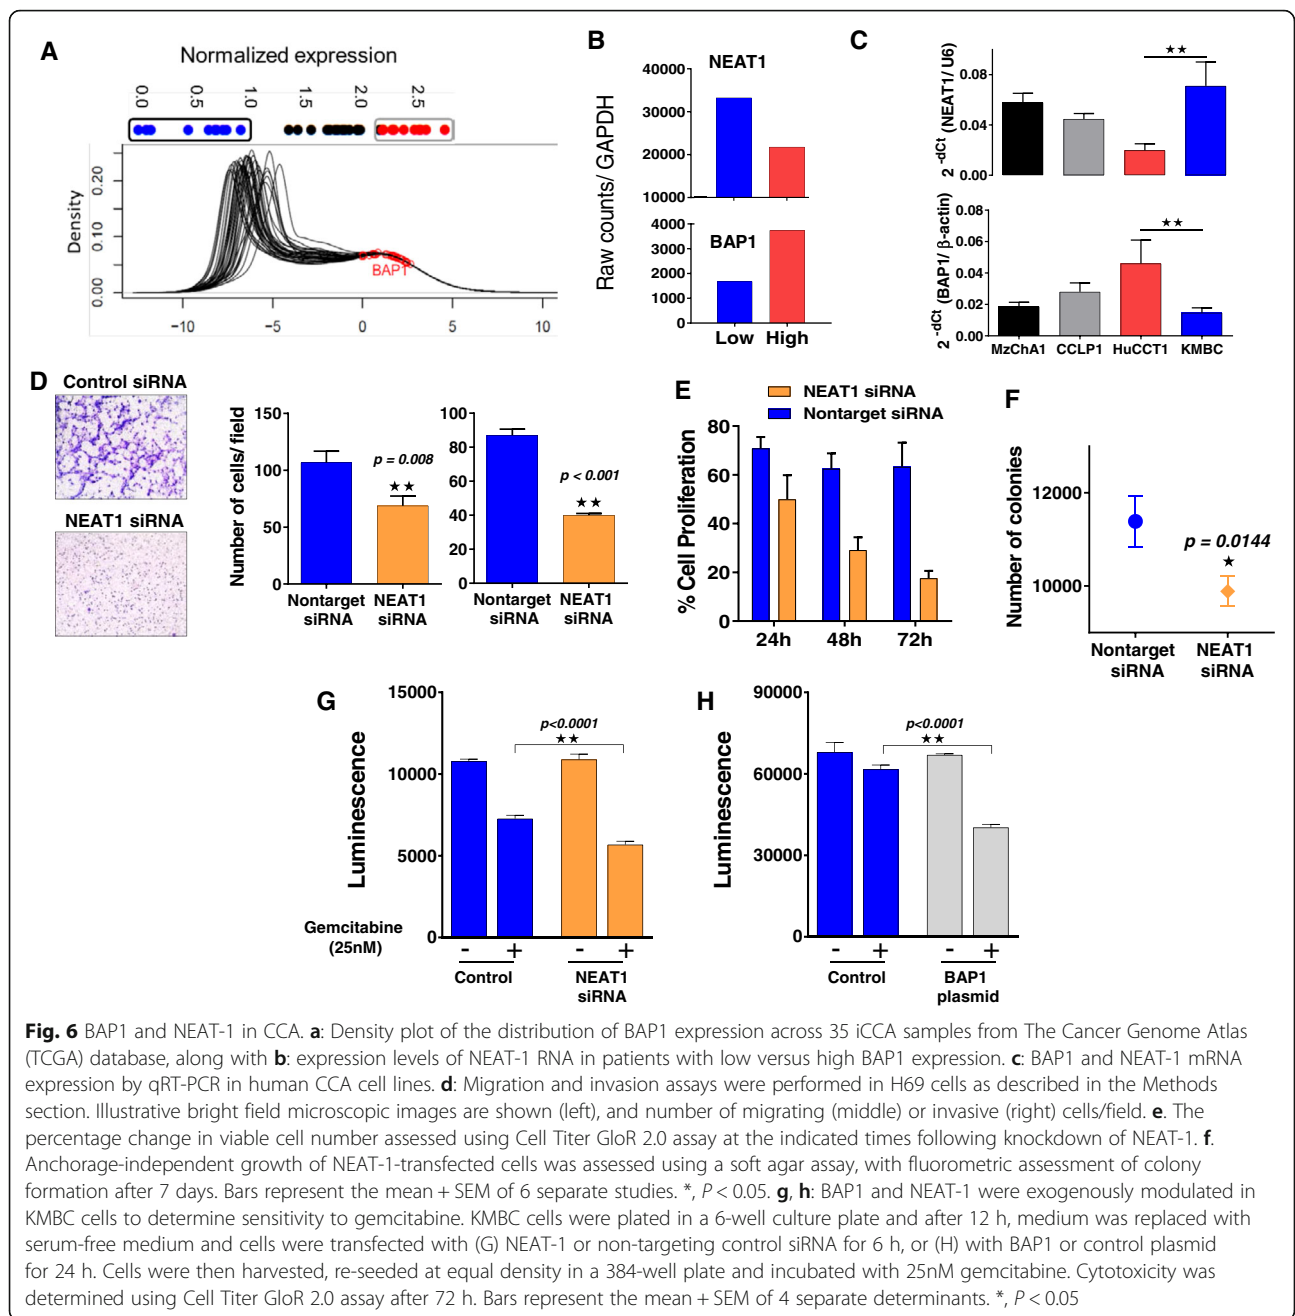 A
Normalized expression
0.0 0.5 1.0 1.5 2.0 2.5
Density
0.20
0.10
0.00
BAP1
−10 −5 0 5 10
B
Raw counts/ GAPDH
40000
30000
20000
10000
NEAT1
4000
3000
2000
1000
0
BAP1
Low High
C
2 -dCt (NEAT1/ U6)
0.08
0.04
0.00
★★
2 -dCt (BAP1/ β-actin)
0.08
0.06
0.04
0.02
0.00
★★
MzChA1 CCLP1 HuCCT1 KMBC
D
Control siRNA
NEAT1 siRNA
Number of cells/ field
150
100
50
0
p = 0.008
★★
Nontarget NEAT1
siRNA siRNA
100
80
60
40
20
0
p < 0.001
★★
Nontarget NEAT1
siRNA siRNA
E
NEAT1 siRNA
Nontarget siRNA
% Cell Proliferation
80
60
40
20
0
24h 48h 72h
F
Number of colonies
12000
10000
p = 0.0144
★
Nontarget NEAT1
siRNA siRNA
G
Luminescence
15000
10000
5000
0
p<0.0001
★★
Gemcitabine
(25nM)
- + - +
Control NEAT1
siRNA
H
Luminescence
90000
60000
30000
0
p<0.0001
★★
- + - +
Control BAP1
plasmid
Fig. 6 BAP1 and NEAT-1 in CCA. a: Density plot of the distribution of BAP1 expression across 35 iCCA samples from The Cancer Genome Atlas
(TCGA) database, along with b: expression levels of NEAT-1 RNA in patients with low versus high BAP1 expression. c: BAP1 and NEAT-1 mRNA
expression by qRT-PCR in human CCA cell lines. d: Migration and invasion assays were performed in H69 cells as described in the Methods
section. Illustrative bright field microscopic images are shown (left), and number of migrating (middle) or invasive (right) cells/field. e. The
percentage change in viable cell number assessed using Cell Titer GloR 2.0 assay at the indicated times following knockdown of NEAT-1. f.
Anchorage-independent growth of NEAT-1-transfected cells was assessed using a soft agar assay, with fluorometric assessment of colony
formation after 7 days. Bars represent the mean + SEM of 6 separate studies. *, P < 0.05. g, h: BAP1 and NEAT-1 were exogenously modulated in
KMBC cells to determine sensitivity to gemcitabine. KMBC cells were plated in a 6-well culture plate and after 12 h, medium was replaced with
serum-free medium and cells were transfected with (G) NEAT-1 or non-targeting control siRNA for 6 h, or (H) with BAP1 or control plasmid
for 24 h. Cells were then harvested, re-seeded at equal density in a 384-well plate and incubated with 25nM gemcitabine. Cytotoxicity was
determined using Cell Titer GloR 2.0 assay after 72 h. Bars represent the mean + SEM of 4 separate determinants. *, P < 0.05